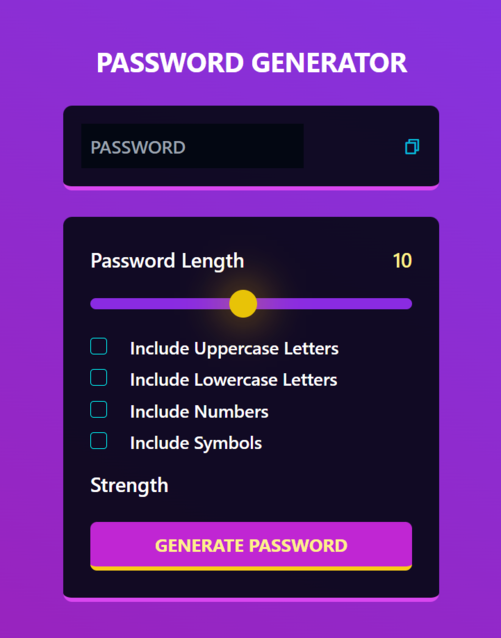 PASSWORD GENERATOR
PASSWORD
Password Length 10
Include Uppercase Letters
Include Lowercase Letters
Include Numbers
Include Symbols
Strength
GENERATE PASSWORD